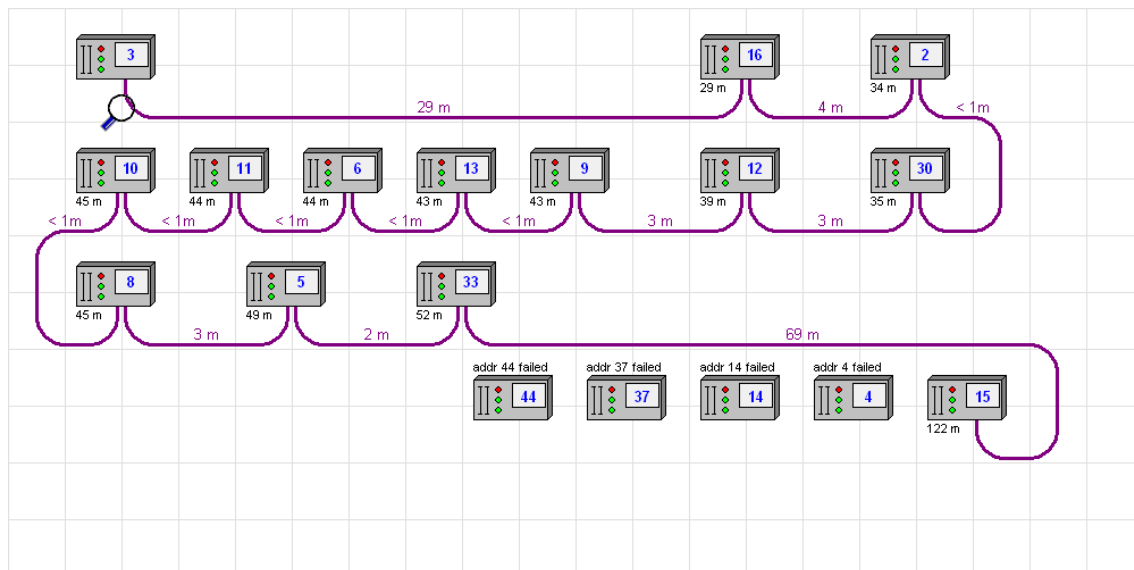 3 16 2
29 m 34 m
29 m 4 m < 1m
10 11 6 13 9 12 30
45 m 44 m 44 m 43 m 43 m 39 m 35 m
< 1m < 1m < 1m < 1m < 1m 3 m 3 m
8 5 33
45 m 49 m 52 m
3 m 2 m 69 m
addr 44 failed addr 37 failed addr 14 failed addr 4 failed
44 37 14 4 15
122 m